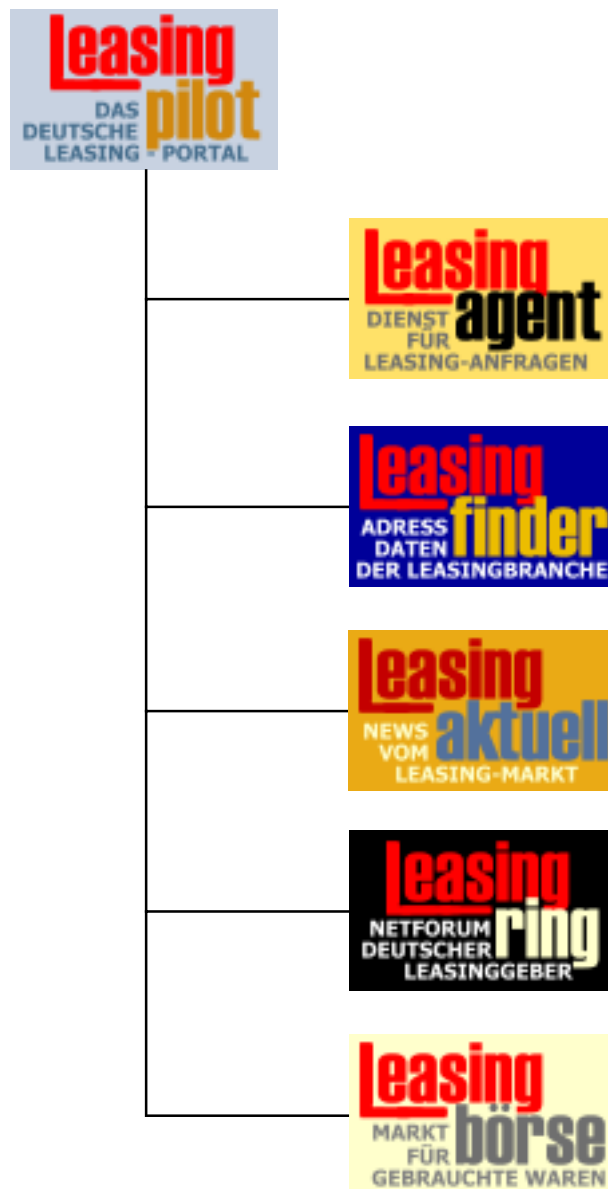 Leasing
pilot
DAS
DEUTSCHE
LEASING - PORTAL
Leasing
agent
DIENST
FÜR
LEASING-ANFRAGEN
Leasing
finder
ADRESS
DATEN
DER LEASINGBRANCHE
Leasing
aktuell
NEWS
VOM
LEASING-MARKT
Leasing
ring
NETFORUM
DEUTSCHER
LEASINGGEBER
Leasing
börse
MARKT
FÜR
GEBRAUCHTE WAREN